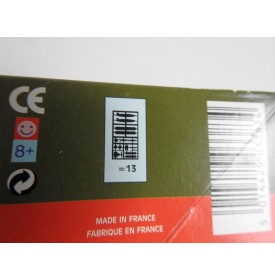 CE
8+
= 13
MADE IN FRANCE
FABRIQUE EN FRANCE